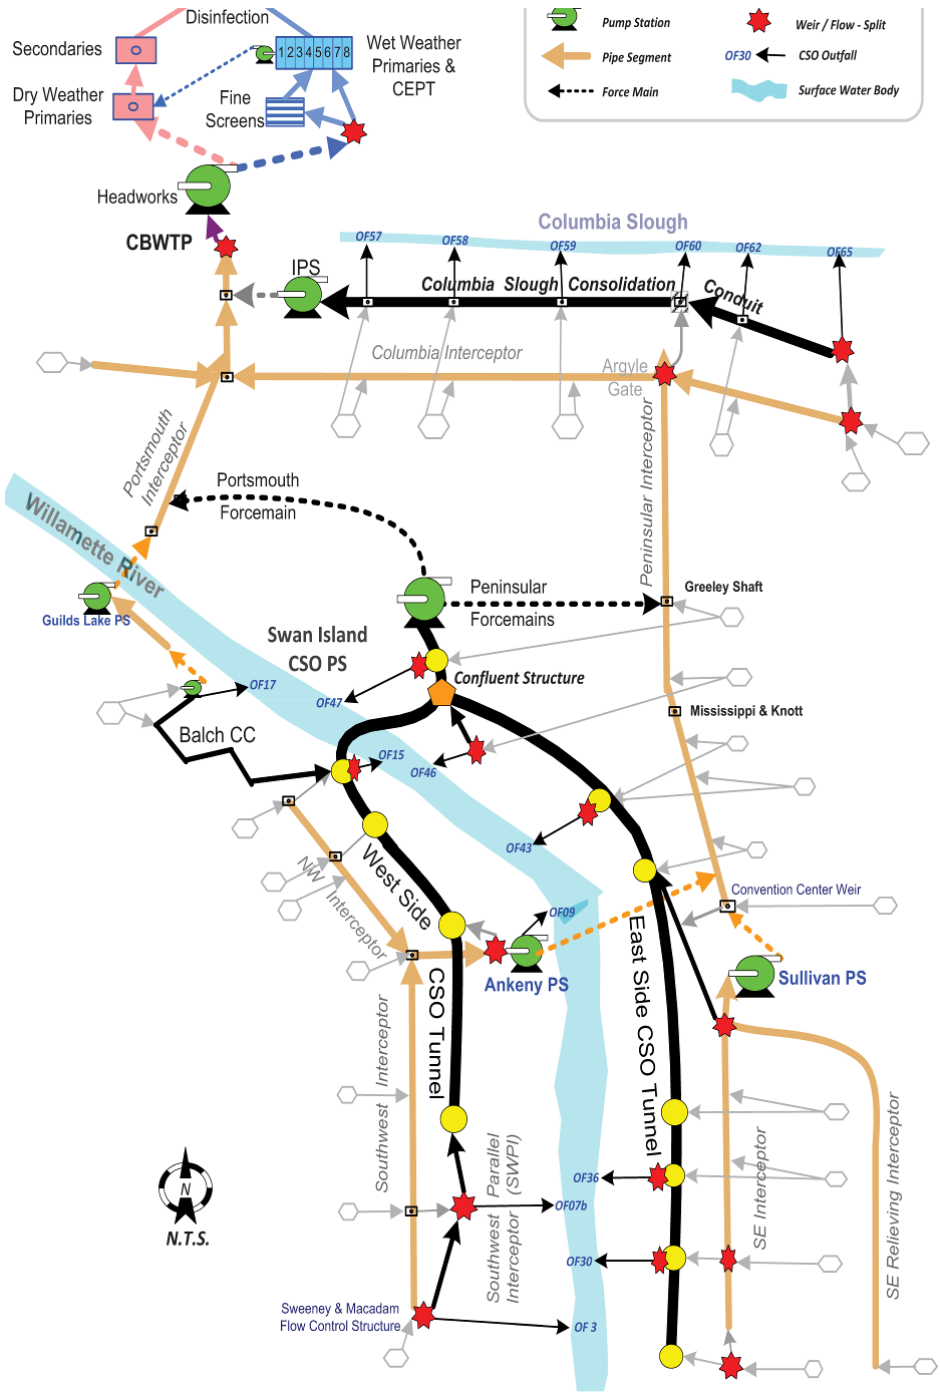 Disinfection
Secondaries
Dry Weather
Primaries
1 2 3 4 5 6 7 8
Wet Weather
Primaries &
CEPT
Fine
Screens
Headworks
CBWTP
Pump Station
Weir / Flow - Split
Pipe Segment
OF30
CSO Outfall
Force Main
Surface Water Body
Columbia Slough
OF57
OF58
OF59
OF60
OF62
OF65
IPS
Columbia Slough Consolidation Conduit
Columbia Interceptor
Argyle
Gate
Portsmouth
Interceptor
Peninsular Interceptor
Portsmouth
Forcemain
Willamette River
Guilds Lake PS
Peninsular
Forcemains
Greeley Shaft
Swan Island
CSO PS
Confluent Structure
OF17
OF47
Mississippi & Knott
Balch CC
OF15
OF46
OF43
NW Interceptor
West Side
CSO Tunnel
OF09
Convention Center Weir
Ankeny PS
East Side CSO Tunnel
Sullivan PS
Southwest Interceptor
Southwest Parallel
Interceptor (SWPI)
SE Interceptor
SE Relieving Interceptor
OF36
OF07b
OF30
N
N.T.S.
Sweeney & Macadam
Flow Control Structure
OF 3